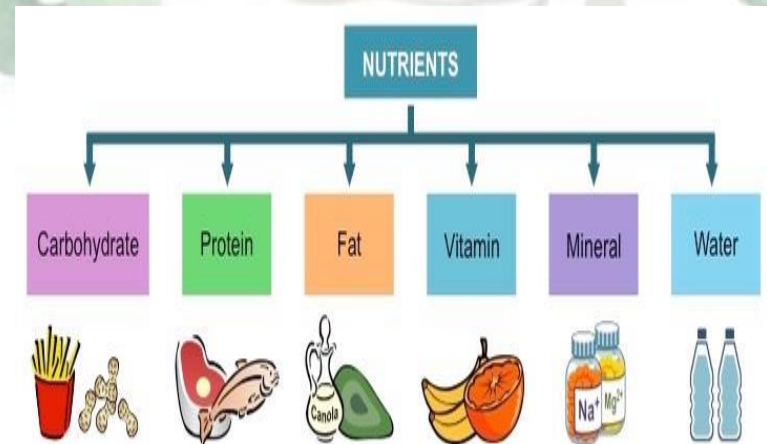 NUTRIENTS
Carbohydrate Protein Fat Vitamin Mineral Water
Canola Na⁺ Mg²⁺